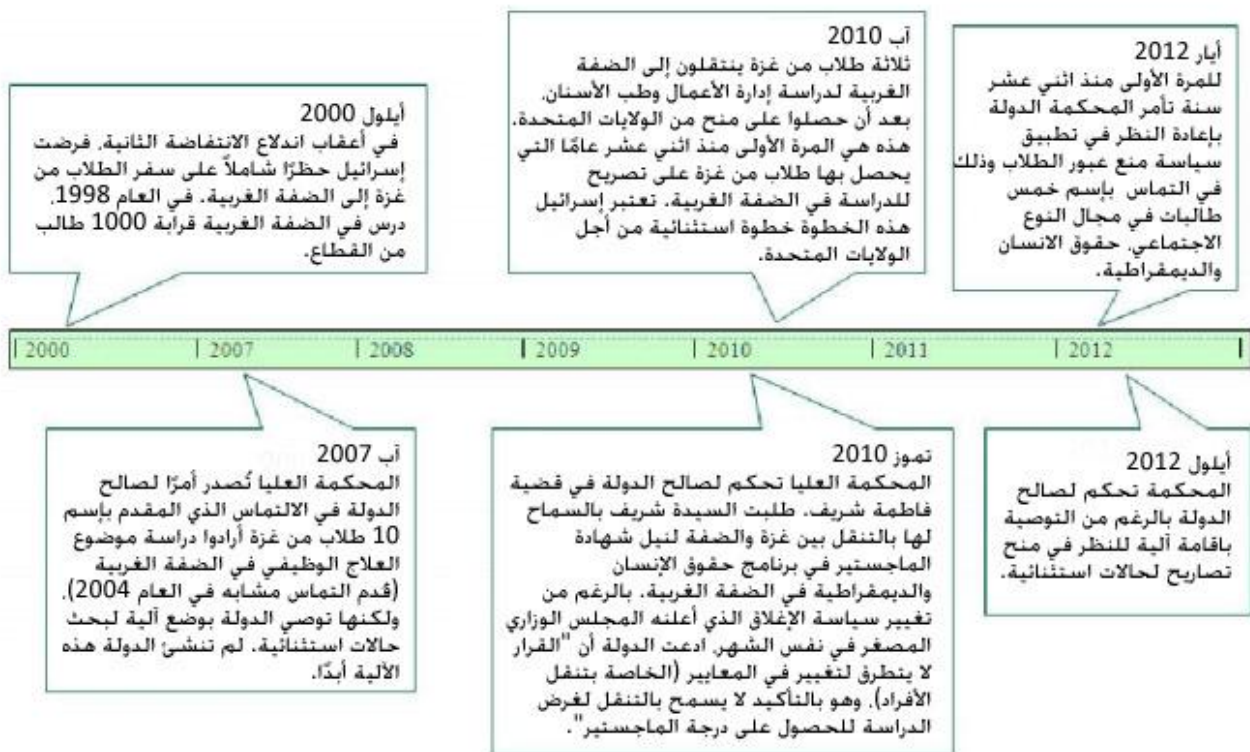 أيلول 2000
في أعقاب اندلاع الانتفاضة الثانية, فرضت
إسرائيل حظرًا شاملاً على سفر الطلاب من
غزة إلى الضفة الغربية. في العام 1998,
درس في الضفة الغربية قرابة 1000 طالب
من القطاع.
آب 2010
ثلاثة طلاب من غزة ينتقلون إلى الضفة
الغربية لدراسة إدارة الأعمال وطب الأسنان,
بعد أن حصلوا على منح من الولايات المتحدة.
هذه هي المرة الأولى منذ اثني عشر عامًا التي
يحصل بها طلاب من غزة على تصريح
للدراسة في الضفة الغربية. تعتبر إسرائيل
هذه الخطوة خطوة استثنائية من أجل
الولايات المتحدة.
أيار 2012
للمرة الأولى منذ اثني عشر
سنة تأمر المحكمة الدولة
بإعادة النظر في تطبيق
سياسة منع عبور الطلاب وذلك
في التماس بإسم خمس
طالبات في مجال النوع
الاجتماعي, حقوق الانسان
والديمقراطية.
2000 2007 2008 2009 2010 2011 2012
آب 2007
المحكمة العليا تُصدر أمرًا لصالح
الدولة في الالتماس الذي المقدم بإسم
10 طلاب من غزة أرادوا دراسة موضوع
العلاج الوظيفي في الضفة الغربية
(قدم التماس مشابه في العام 2004),
ولكنها توصي الدولة بوضع آلية لبحث
حالات استثنائية. لم تنشئ الدولة هذه
الآلية أبدًا.
تموز 2010
المحكمة العليا تحكم لصالح الدولة في قضية
فاطمة شريف. طلبت السيدة شريف بالسماح
لها بالتنقل بين غزة والضفة لنيل شهادة
الماجستير في برنامج حقوق الإنسان
والديمقراطية في الضفة الغربية. بالرغم من
تغيير سياسة الإغلاق الذي أعلنه المجلس الوزاري
المصغر في نفس الشهر, ادعت الدولة أن "القرار
لا يتطرق لتغيير في المعايير (الخاصة بتنقل
الأفراد), وهو بالتأكيد لا يسمح بالتنقل لغرض
الدراسة للحصول على درجة الماجستير".
أيلول 2012
المحكمة تحكم لصالح
الدولة بالرغم من التوصية
باقامة آلية للنظر في منح
تصاريح لحالات استثنائية.